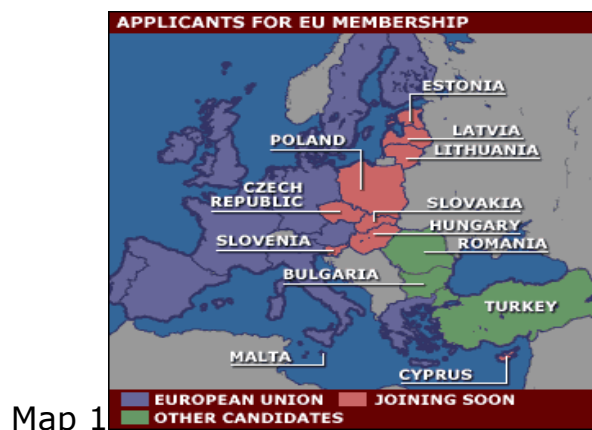 APPLICANTS FOR EU MEMBERSHIP
ESTONIA
LATVIA
POLAND
LITHUANIA
CZECH
REPUBLIC
SLOVAKIA
HUNGARY
SLOVENIA
ROMANIA
BULGARIA
TURKEY
MALTA
CYPRUS
EUROPEAN UNION JOINING SOON
OTHER CANDIDATES
Map 1